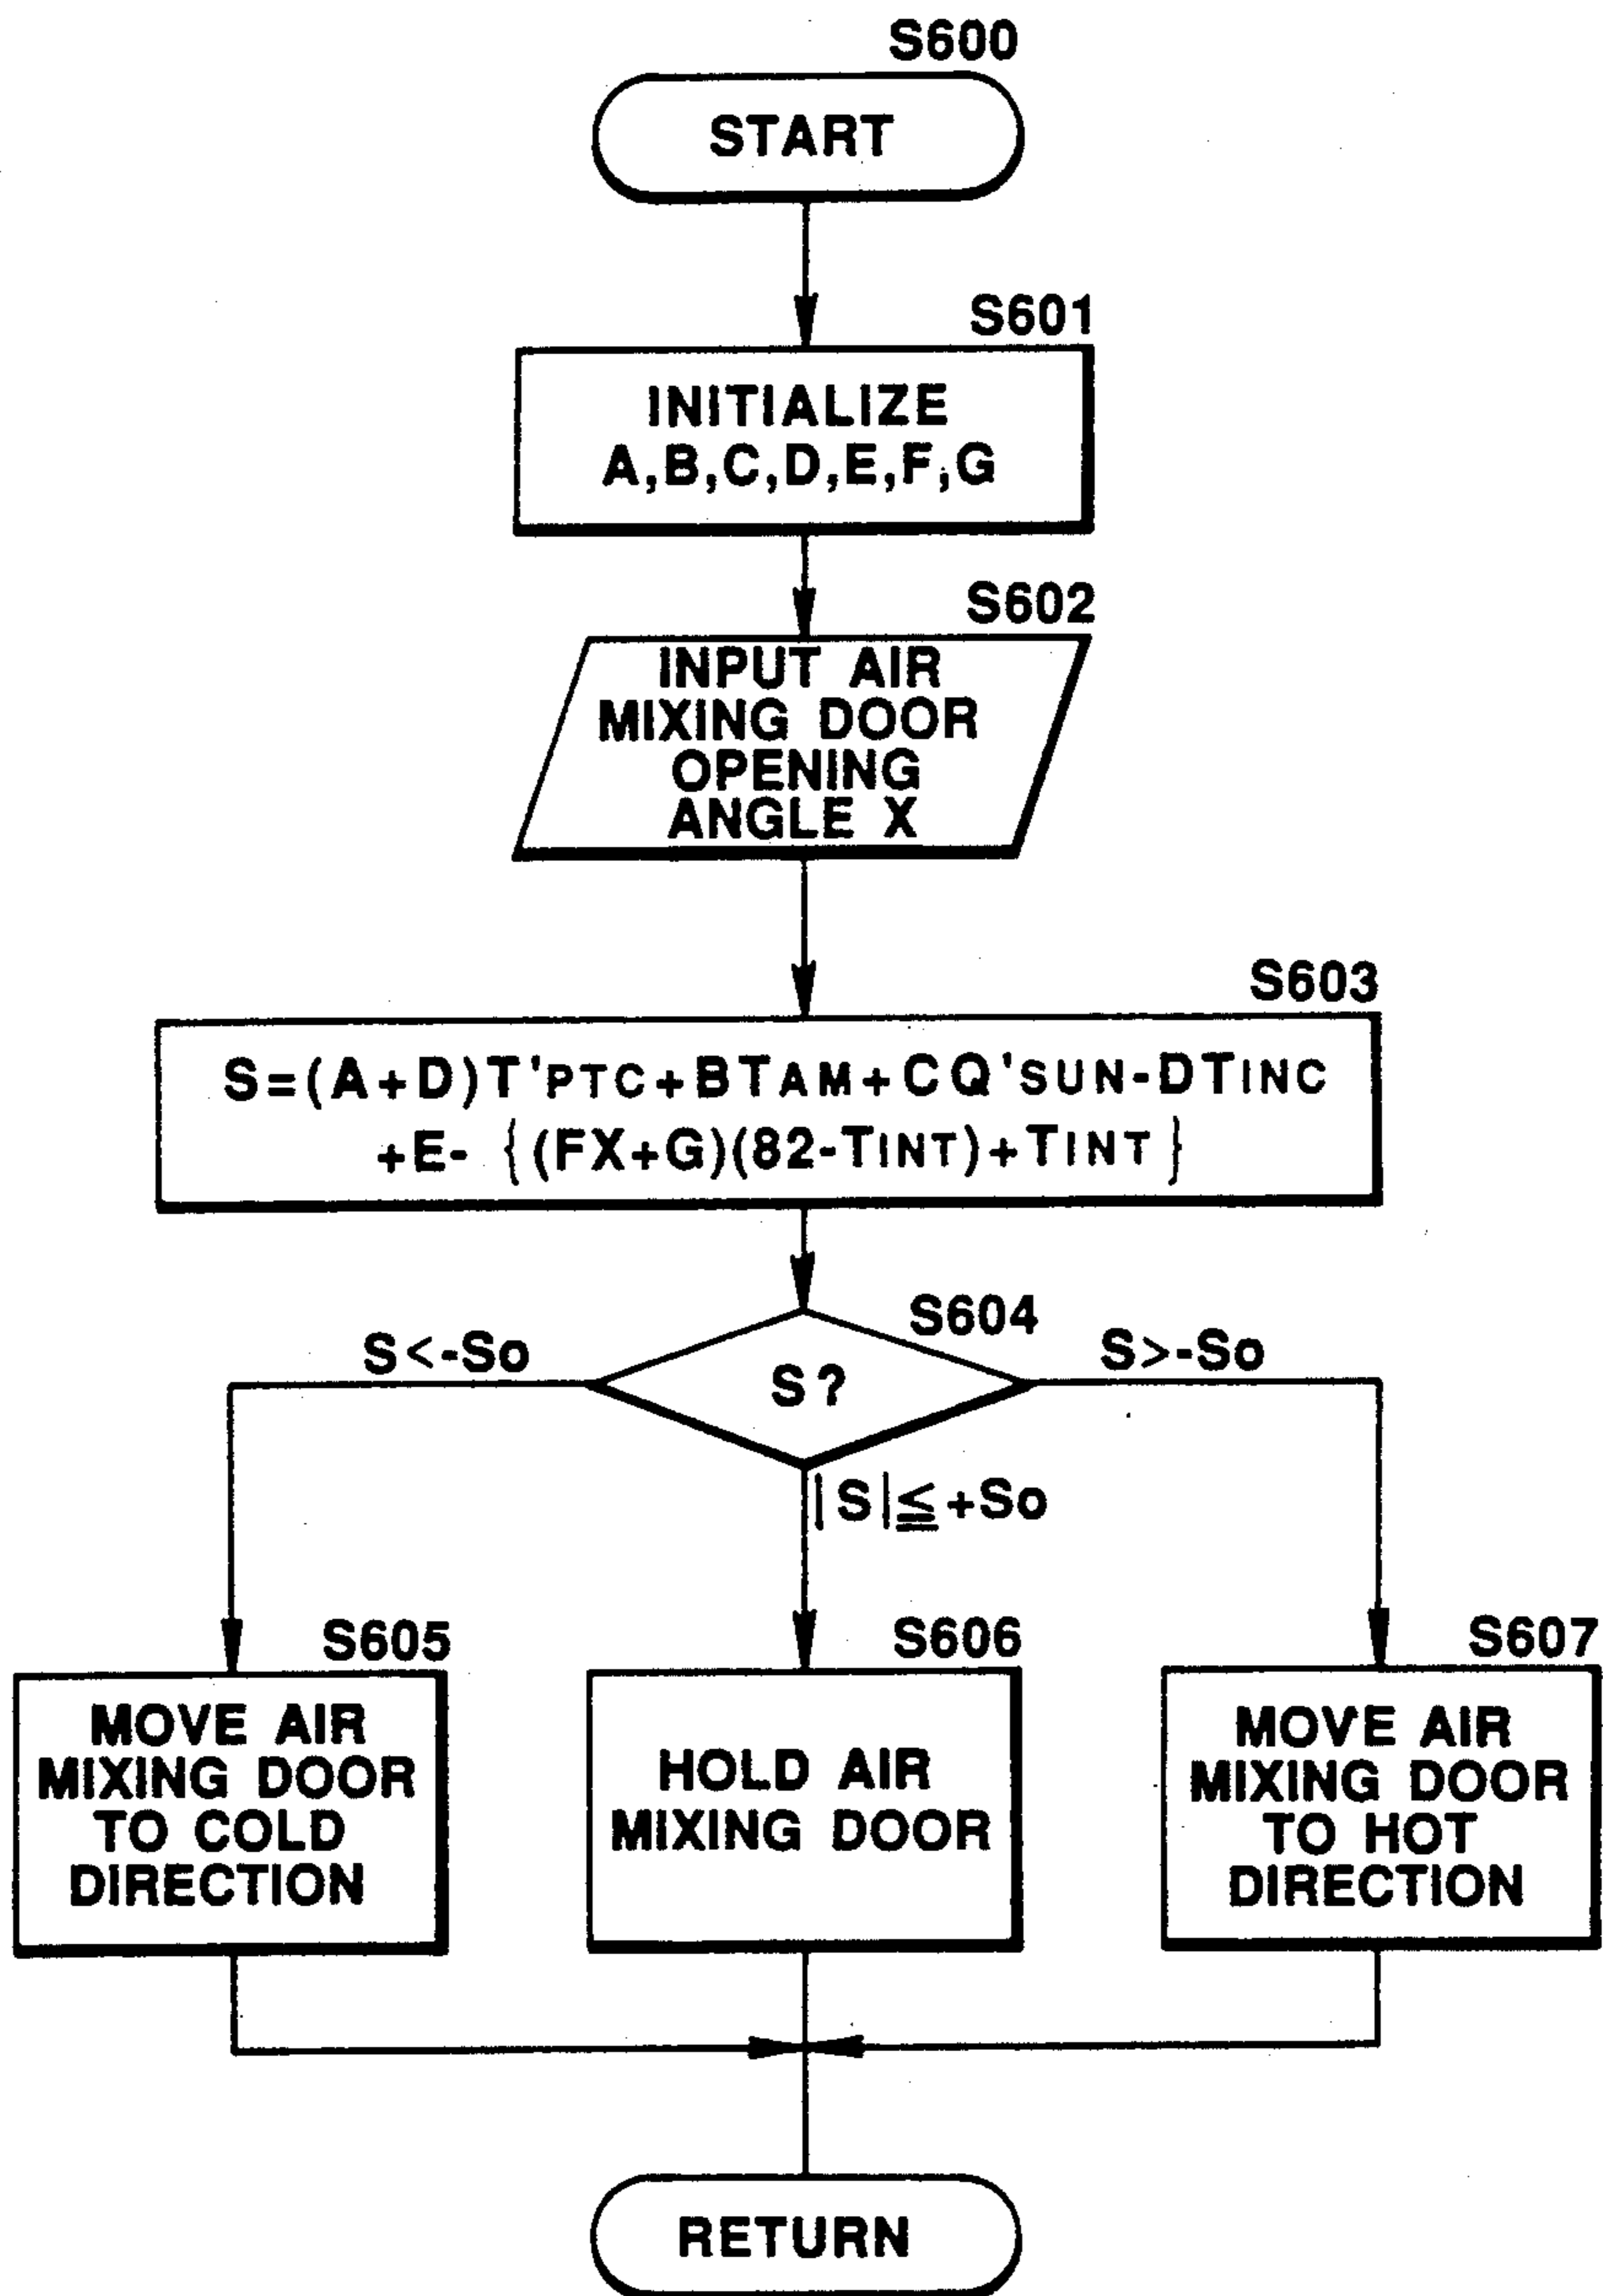 S600
START
S601
INITIALIZE
A,B,C,D,E,F,G
S602
INPUT AIR
MIXING DOOR
OPENING
ANGLE X
S603
S=(A+D)T'PTC+BTAM+CQ'SUN-DTINC
+E- {(FX+G)(82-TINT)+TINT}
S604
S<-So
S?
S>-So
|S|≦+So
S605
MOVE AIR
MIXING DOOR
TO COLD
DIRECTION
S606
HOLD AIR
MIXING DOOR
S607
MOVE AIR
MIXING DOOR
TO HOT
DIRECTION
RETURN